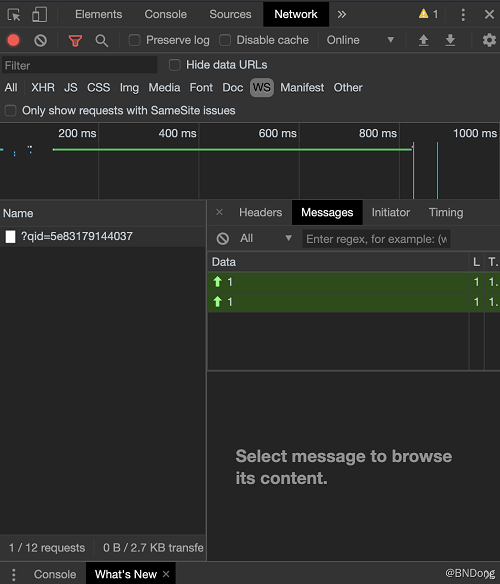 Elements Console Sources Network » 1
Preserve log Disable cache Online
Filter Hide data URLs
All XHR JS CSS Img Media Font Doc WS Manifest Other
Only show requests with SameSite issues
200 ms 400 ms 600 ms 800 ms 1000 ms
Name
?qid=5e83179144037
× Headers Messages Initiator Timing
All Enter regex, for example: (w
Data L T.
1 1 1.
1 1 1.
Select message to browse
its content.
1 / 12 requests 0 B / 2.7 KB transfe
Console What's New ×
@BNDong